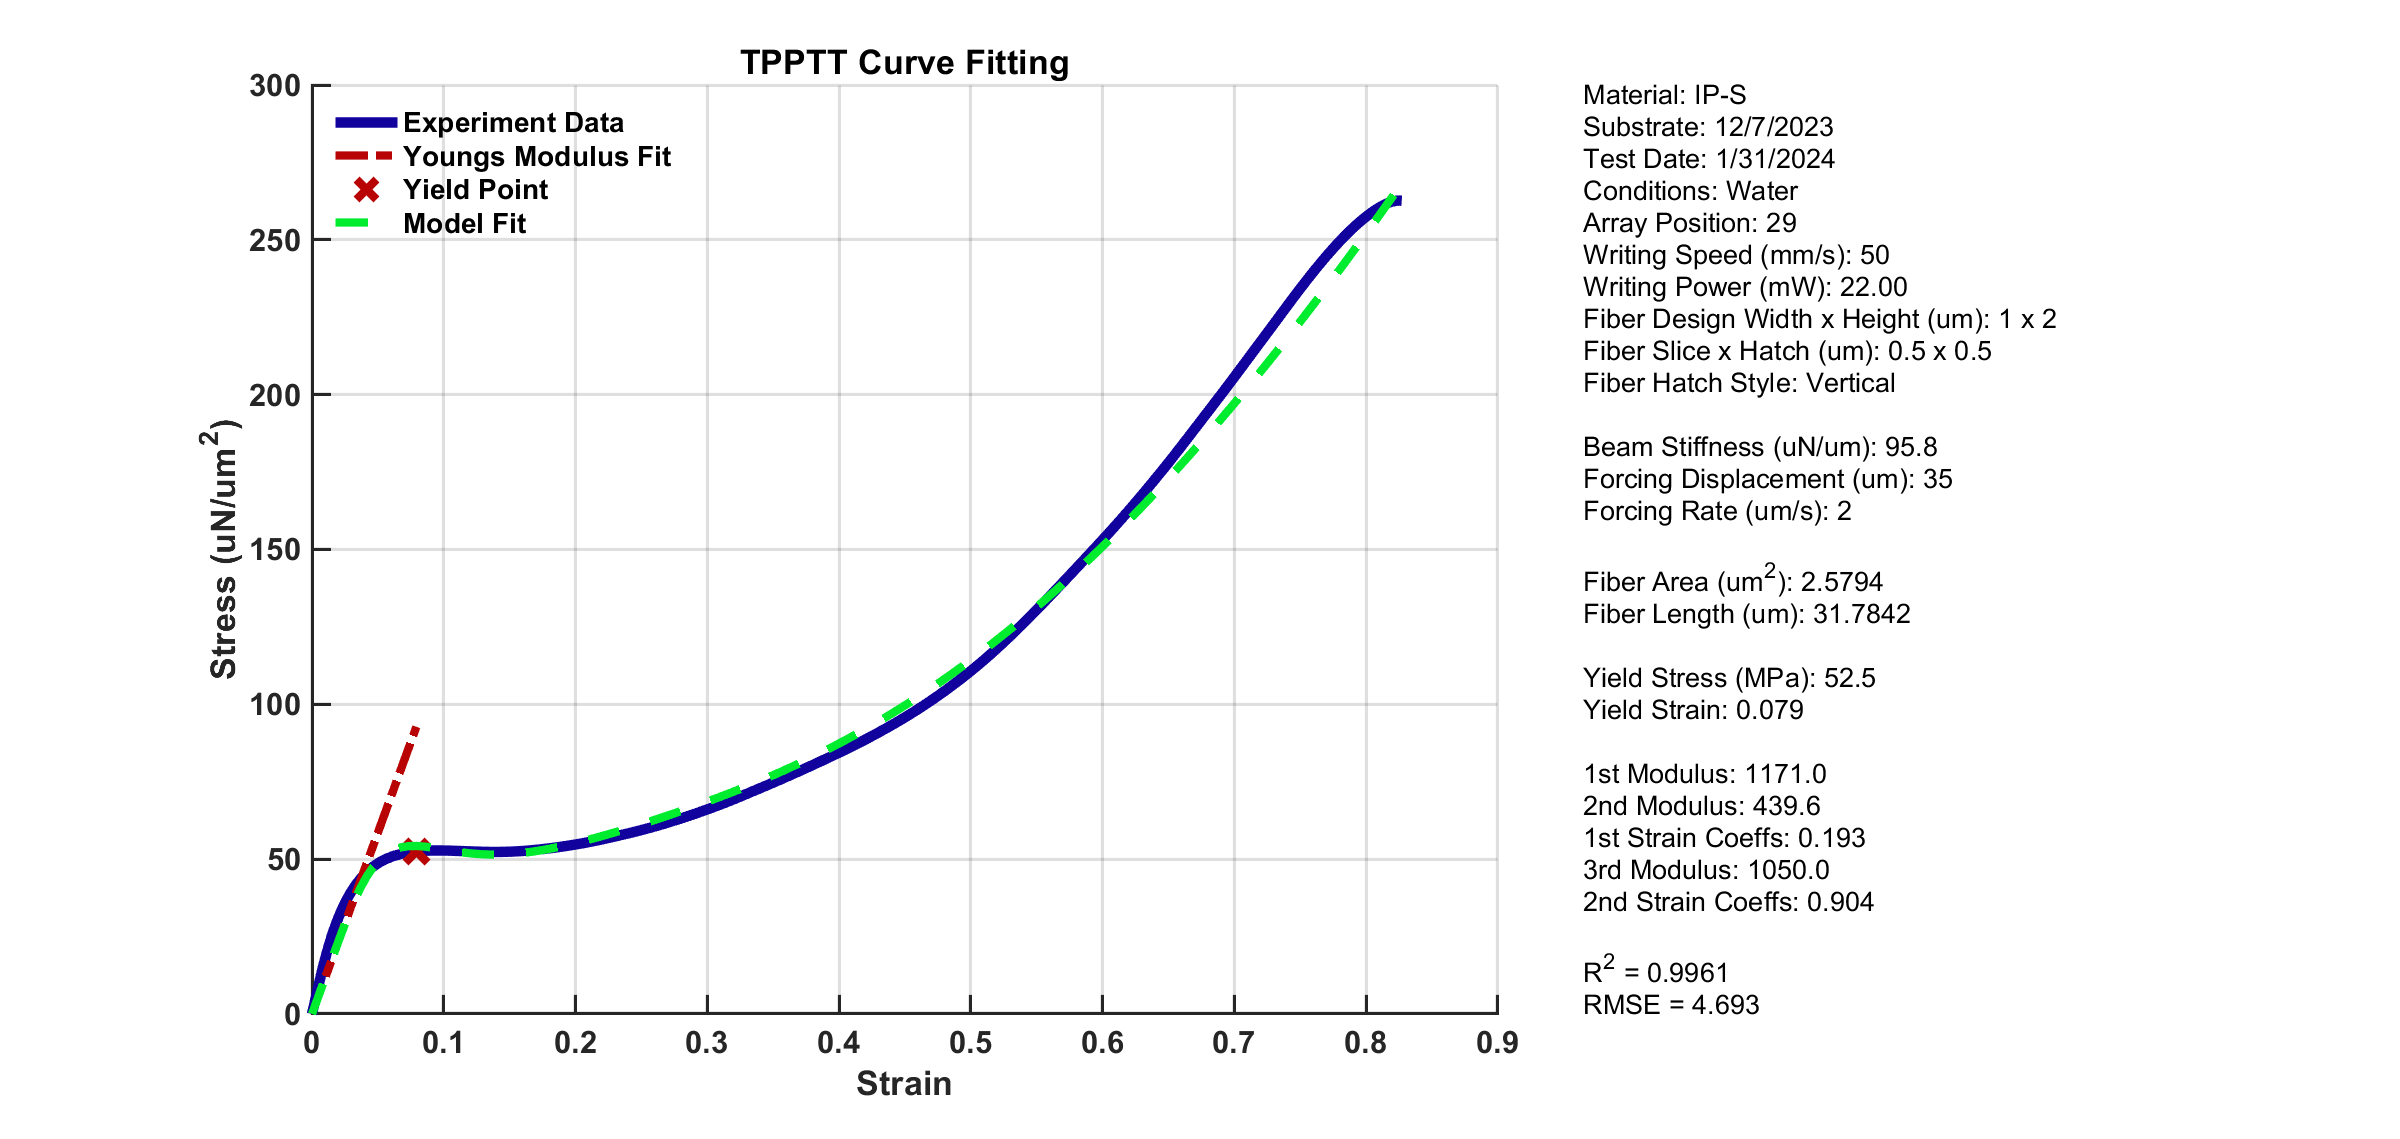 TPPTT Curve Fitting
300
250
200
150
100
50
0
Stress (uN/um²)
Experiment Data
Youngs Modulus Fit
Yield Point
Model Fit
0 0.1 0.2 0.3 0.4 0.5 0.6 0.7 0.8 0.9
Strain
Material: IP-S
Substrate: 12/7/2023
Test Date: 1/31/2024
Conditions: Water
Array Position: 29
Writing Speed (mm/s): 50
Writing Power (mW): 22.00
Fiber Design Width x Height (um): 1 x 2
Fiber Slice x Hatch (um): 0.5 x 0.5
Fiber Hatch Style: Vertical
Beam Stiffness (uN/um): 95.8
Forcing Displacement (um): 35
Forcing Rate (um/s): 2
Fiber Area (um²): 2.5794
Fiber Length (um): 31.7842
Yield Stress (MPa): 52.5
Yield Strain: 0.079
1st Modulus: 1171.0
2nd Modulus: 439.6
1st Strain Coeffs: 0.193
3rd Modulus: 1050.0
2nd Strain Coeffs: 0.904
R² = 0.9961
RMSE = 4.693